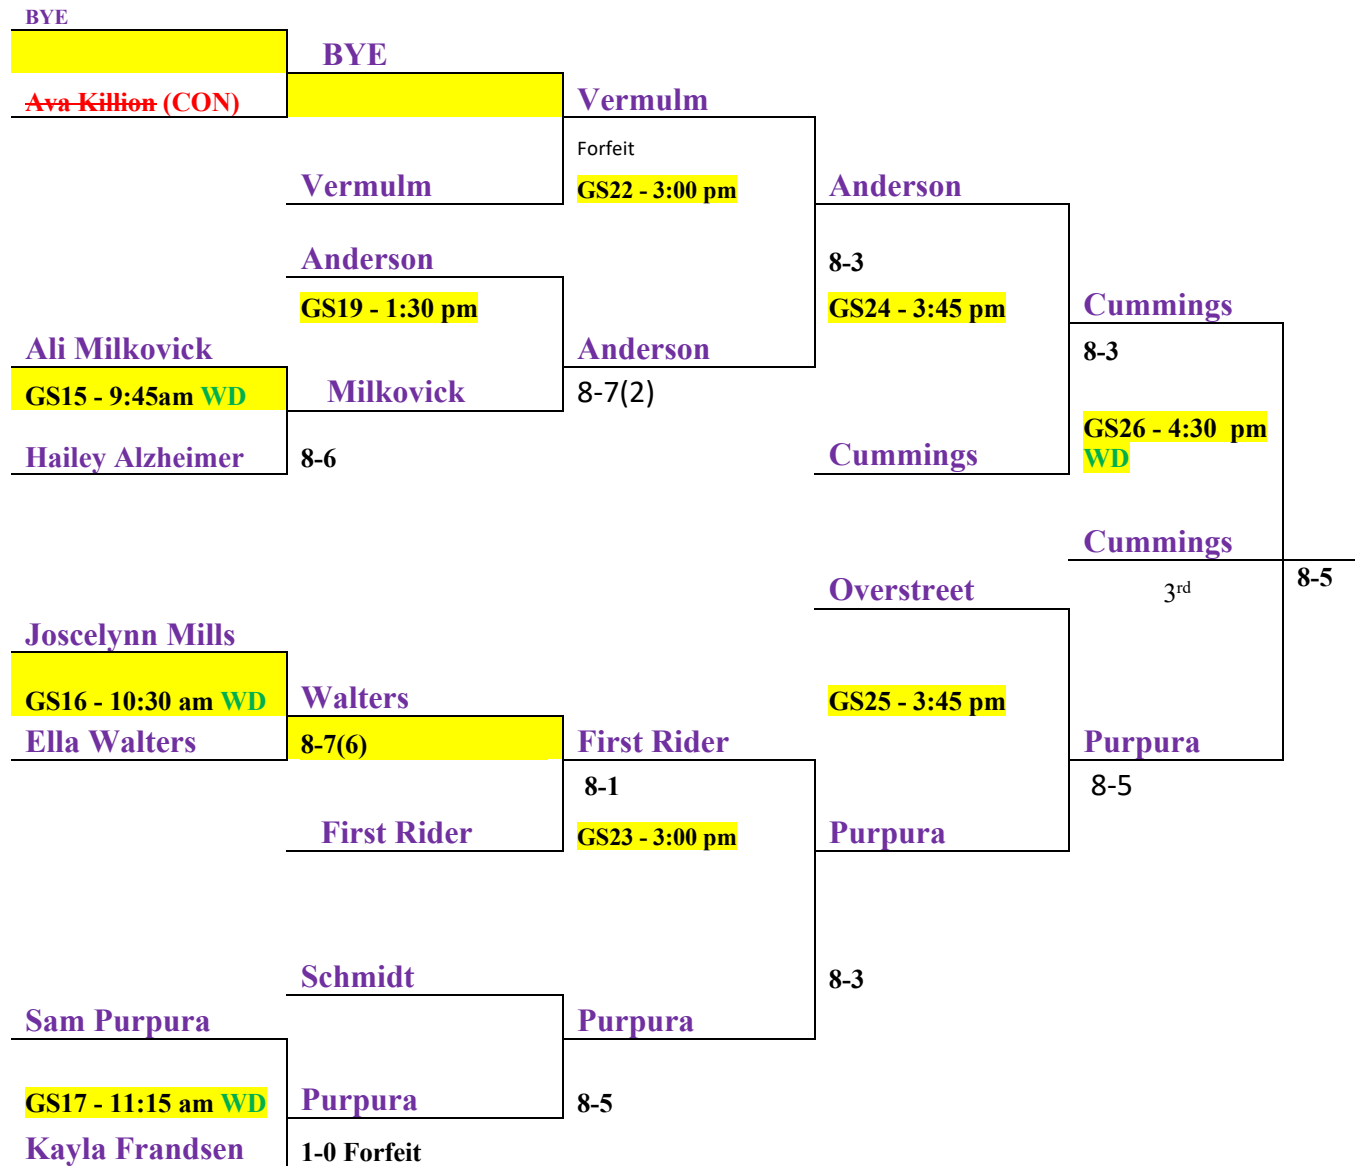 BYE
BYE
Ava Killion (CON)
Vermulm
Forfeit
Vermulm
GS22 - 3:00 pm
Anderson
Anderson
8-3
GS19 - 1:30 pm
GS24 - 3:45 pm
Cummings
Ali Milkovick
Anderson
8-3
GS15 - 9:45am WD
Milkovick
8-7(2)
GS26 - 4:30 pm
WD
Hailey Alzheimer
8-6
Cummings
Cummings
Overstreet
3rd
8-5
Joscelynn Mills
GS16 - 10:30 am WD
Walters
GS25 - 3:45 pm
Ella Walters
8-7(6)
First Rider
Purpura
8-1
8-5
First Rider
GS23 - 3:00 pm
Purpura
Schmidt
8-3
Sam Purpura
Purpura
GS17 - 11:15 am WD
Purpura
8-5
Kayla Frandsen
1-0 Forfeit